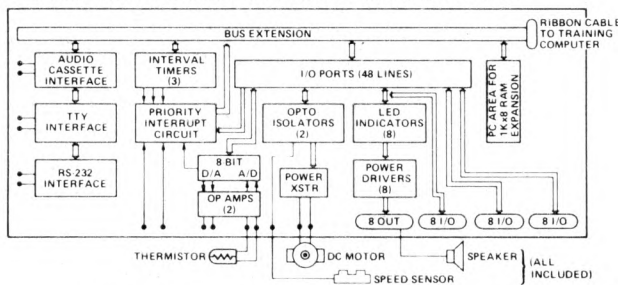 BUS EXTENSION
RIBBON CABLE
TO TRAINING
COMPUTER
AUDIO
CASSETTE
INTERFACE
INTERVAL
TIMERS
(3)
I/O PORTS (48 LINES)
PC AREA FOR
1K x 8 RAM
EXPANSION
TTY
INTERFACE
PRIORITY
INTERRUPT
CIRCUIT
OPTO
ISOLATORS
(2)
LED
INDICATORS
(8)
RS-232
INTERFACE
8 BIT
D/A A/D
POWER
XSTR
POWER
DRIVERS
(8)
OP AMPS
(2)
8 OUT
8 I/O
8 I/O
8 I/O
THERMISTOR
DC MOTOR
SPEAKER
SPEED SENSOR
(ALL
INCLUDED)